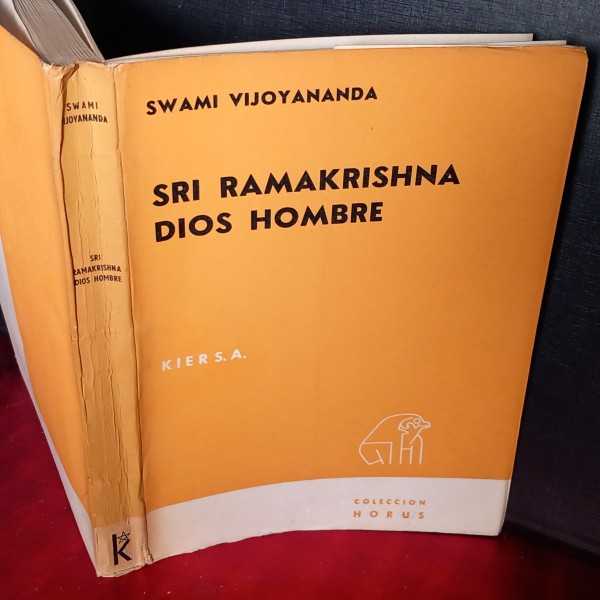 SWAMI
VIJOYANANDA
SRI
RAMAKRISHNA
DIOS HOMBRE
K
SWAMI VIJOYANANDA
SRI RAMAKRISHNA
DIOS HOMBRE
KIER S.A.
COLECCION
HORUS